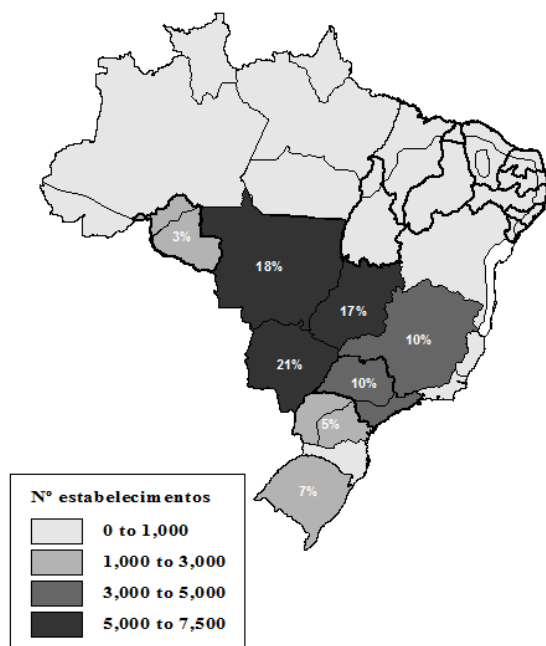 3%
18%
17%
10%
21%
10%
5%
7%
Nº estabelecimentos
0 to 1,000
1,000 to 3,000
3,000 to 5,000
5,000 to 7,500